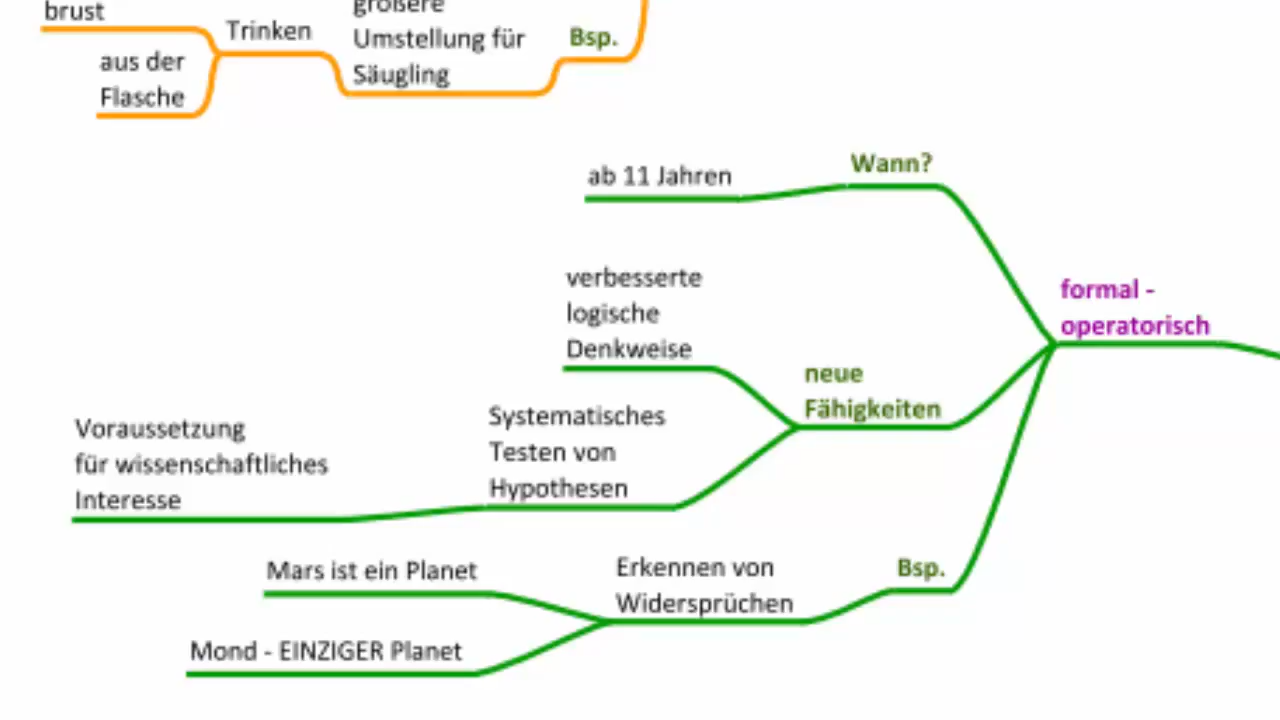 brust
aus der
Flasche
Trinken
größere
Umstellung für
Säugling
Bsp.
ab 11 Jahren
Wann?
formal -
operatorisch
verbesserte
logische
Denkweise
neue
Fähigkeiten
Systematisches
Testen von
Hypothesen
Voraussetzung
für wissenschaftliches
Interesse
Mars ist ein Planet
Mond - EINZIGER Planet
Erkennen von
Widersprüchen
Bsp.